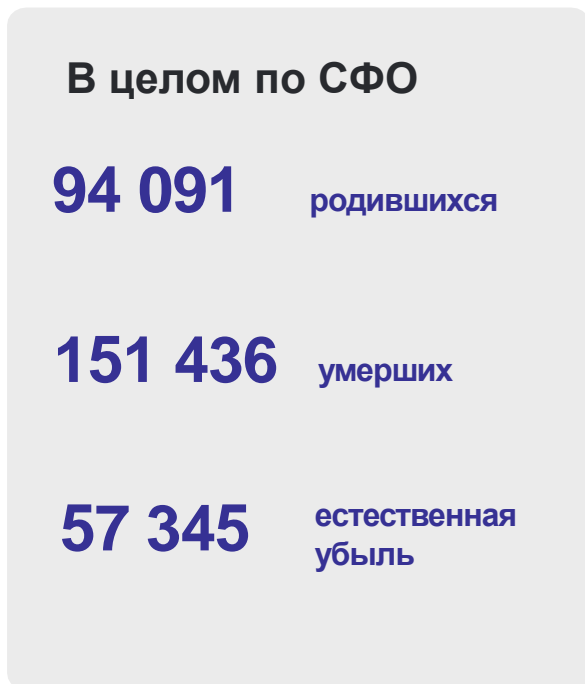 В целом по СФО
94 091 родившихся
151 436 умерших
57 345 естественная
убыль